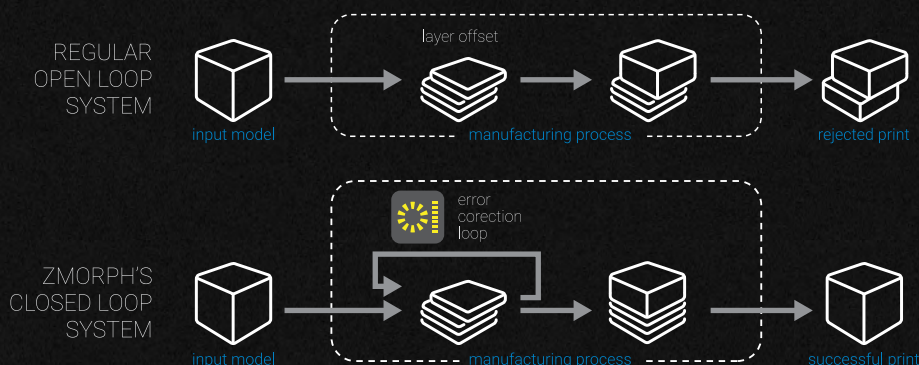 REGULAR
OPEN LOOP
SYSTEM
layer offset
input model
manufacturing process
rejected print
error
corection
loop
ZMORPH'S
CLOSED LOOP
SYSTEM
input model
manufacturing process
successful print